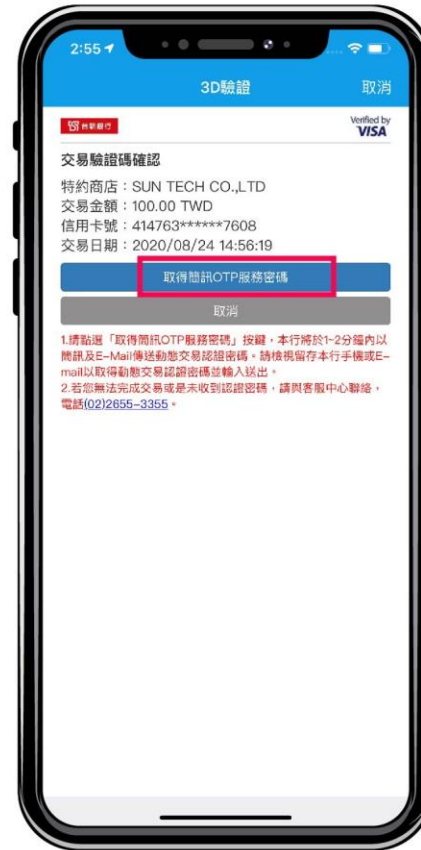 2:55
3D驗證
取消
台新銀行
Verified by
VISA
交易驗證碼確認
特約商店：SUN TECH CO.,LTD
交易金額：100.00 TWD
信用卡號：414763******7608
交易日期：2020/08/24 14:56:19
取得簡訊OTP服務密碼
取消
1.請點選「取得簡訊OTP服務密碼」按鍵，本行將於1~2分鐘內以
簡訊及E-Mail傳送動態交易認證密碼。請檢視留存本行手機或E-
mail以取得動態交易認證密碼並輸入送出。
2.若您無法完成交易或是未收到認證密碼，請與客服中心聯絡，
電話(02)2655-3355。